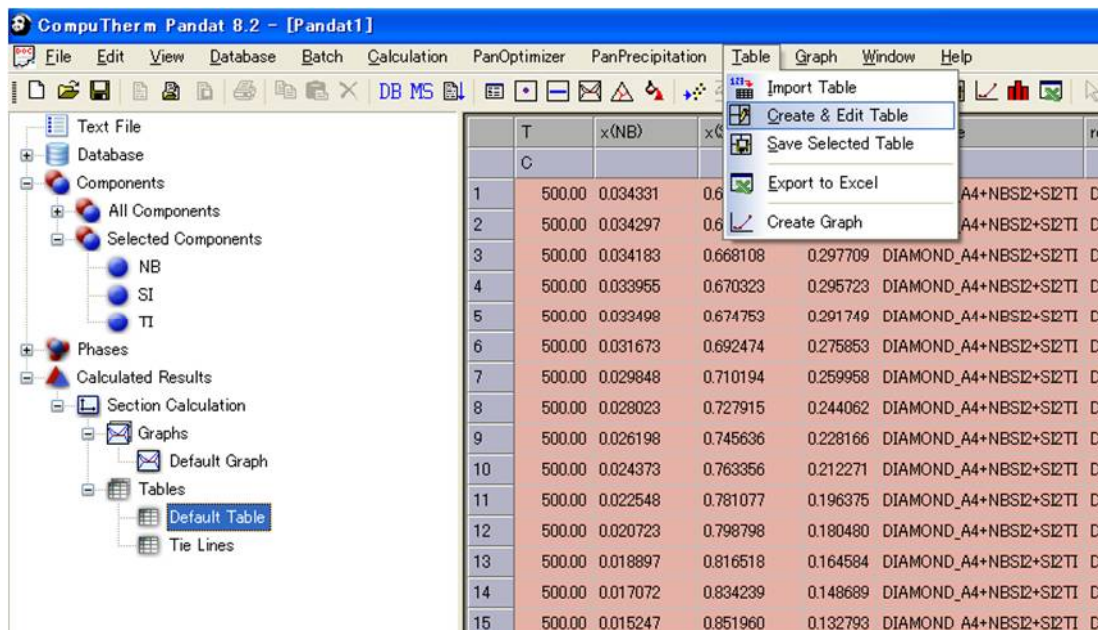 CompuTherm Pandat 8.2 - [Pandat1]
File Edit View Database Batch Calculation PanOptimizer PanPrecipitation Table Graph Window Help
DB MS
Import Table
Create & Edit Table
Save Selected Table
Export to Excel
Create Graph
Text File
Database
Components
All Components
Selected Components
NB
SI
TI
Phases
Calculated Results
Section Calculation
Graphs
Default Graph
Tables
Default Table
Tie Lines
T x(NB)
C
1 500.00 0.034331 0.6 A4+NBSI2+SI2TI
2 500.00 0.034297 0.6 A4+NBSI2+SI2TI
3 500.00 0.034183 0.668108 0.297709 DIAMOND_A4+NBSI2+SI2TI
4 500.00 0.033955 0.670323 0.295723 DIAMOND_A4+NBSI2+SI2TI
5 500.00 0.033498 0.674753 0.291749 DIAMOND_A4+NBSI2+SI2TI
6 500.00 0.031673 0.692474 0.275853 DIAMOND_A4+NBSI2+SI2TI
7 500.00 0.029848 0.710194 0.259958 DIAMOND_A4+NBSI2+SI2TI
8 500.00 0.028023 0.727915 0.244062 DIAMOND_A4+NBSI2+SI2TI
9 500.00 0.026198 0.745636 0.228166 DIAMOND_A4+NBSI2+SI2TI
10 500.00 0.024373 0.763356 0.212271 DIAMOND_A4+NBSI2+SI2TI
11 500.00 0.022548 0.781077 0.196375 DIAMOND_A4+NBSI2+SI2TI
12 500.00 0.020723 0.798798 0.180480 DIAMOND_A4+NBSI2+SI2TI
13 500.00 0.018897 0.816518 0.164584 DIAMOND_A4+NBSI2+SI2TI
14 500.00 0.017072 0.834239 0.148689 DIAMOND_A4+NBSI2+SI2TI
15 500.00 0.015247 0.851960 0.132793 DIAMOND_A4+NBSI2+SI2TI